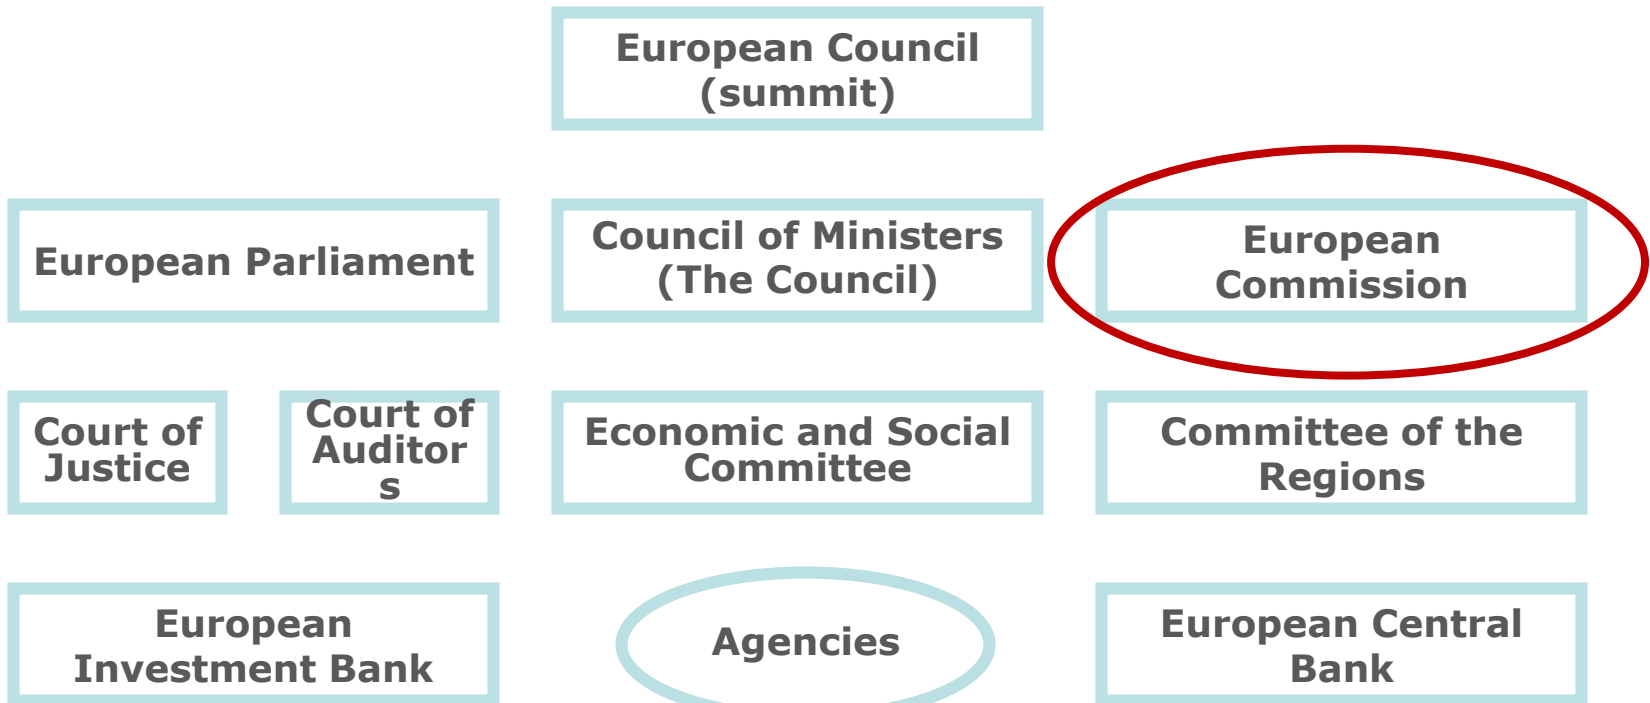 European Council
(summit)
European Parliament
Council of Ministers
(The Council)
European
Commission
Court of
Justice
Court of
Auditor
s
Economic and Social
Committee
Committee of the
Regions
European
Investment Bank
Agencies
European Central
Bank